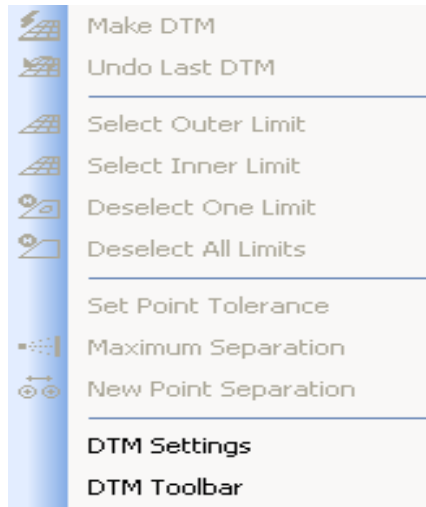 Make DTM
Undo Last DTM
Select Outer Limit
Select Inner Limit
Deselect One Limit
Deselect All Limits
Set Point Tolerance
Maximum Separation
New Point Separation
DTM Settings
DTM Toolbar